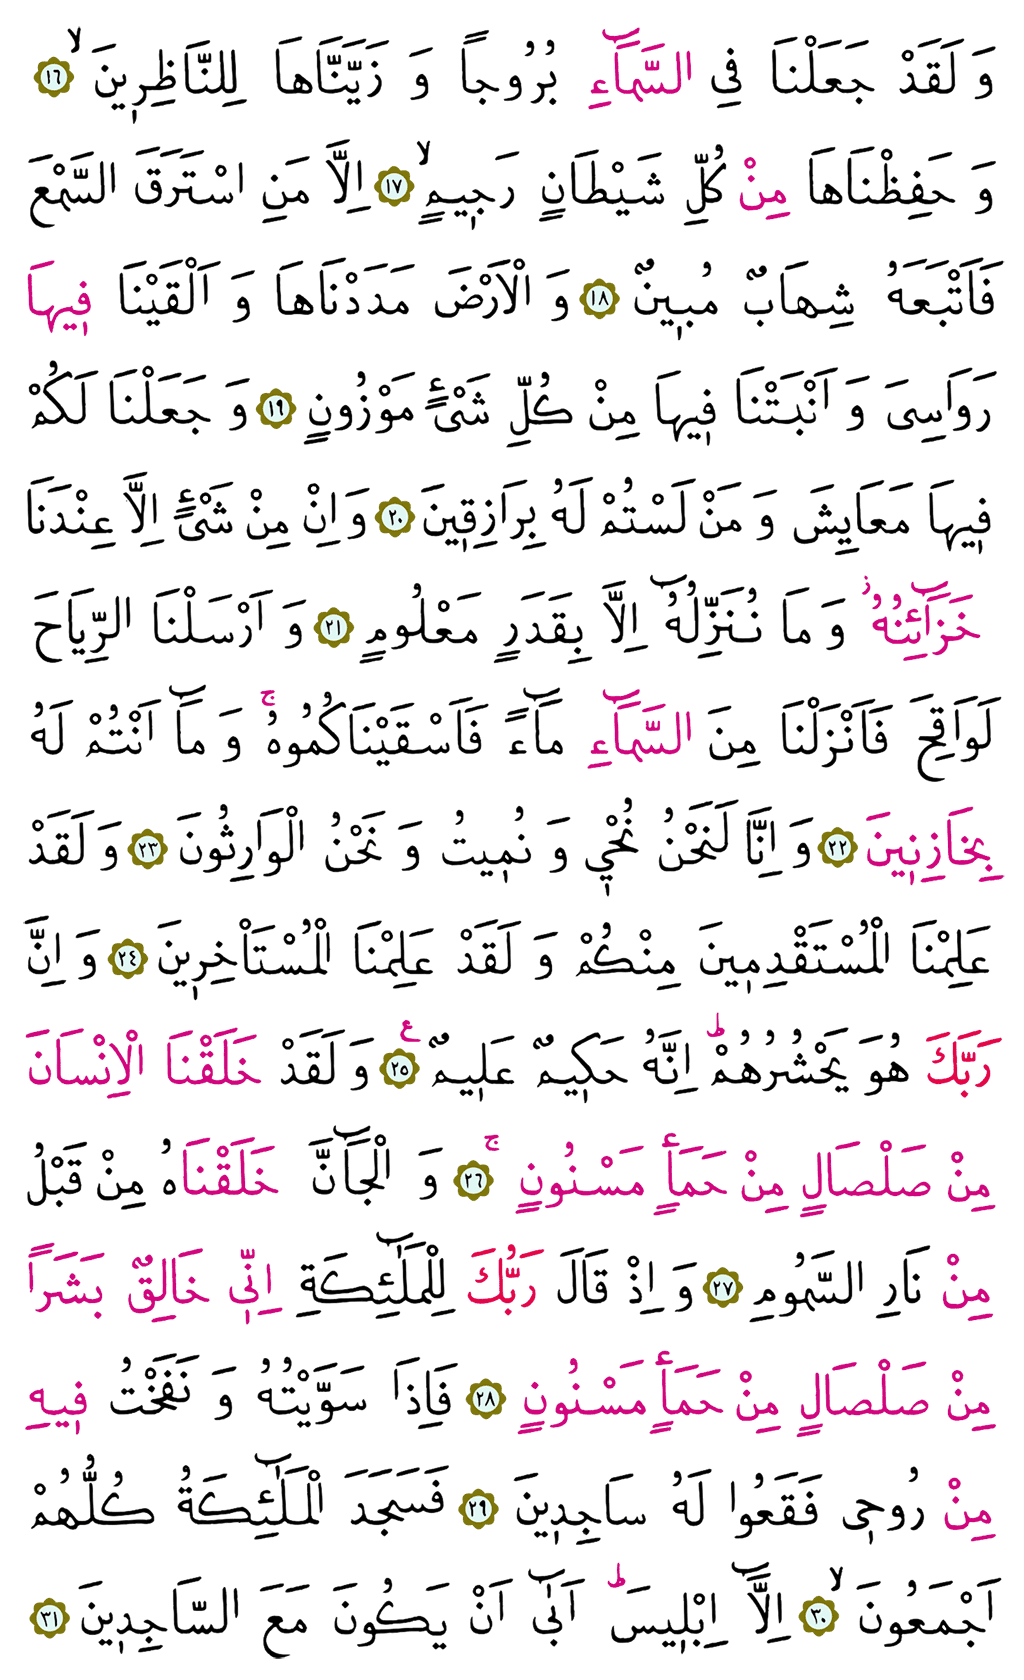 وَ لَقَدْ جَعَلْنَا فِى السَّمَٓاءِ بُرُوجاً وَ زَيَّنَّاهَا لِلنَّاظِرِينَۙ ﴿١٦﴾
وَ حَفِظْنَاهَا مِنْ كُلِّ شَيْطَانٍ رَج۪يمٍۙ ﴿١٧﴾ اِلَّا مَنِ اسْتَرَقَ السَّمْعَ
فَاَتْبَعَهُ شِهَابٌ مُب۪ينٌ ﴿١٨﴾ وَ الْاَرْضَ مَدَدْنَاهَا وَ اَلْقَيْنَا ف۪يهَا
رَوَاسِىَ وَ اَنْبَتْنَا ف۪يهَا مِنْ كُلِّ شَىْءٍ مَوْزُونٍ ﴿١٩﴾ وَ جَعَلْنَا لَكُمْ
ف۪يهَا مَعَايِشَ وَ مَنْ لَسْتُمْ لَهُ بِرَازِق۪ينَ ﴿٢٠﴾ وَ اِنْ مِنْ شَىْءٍ اِلَّا عِنْدَنَا
خَزَٓائِنُهُۘ وَ مَا نُنَزِّلُهُٓ اِلَّا بِقَدَرٍ مَعْلُومٍ ﴿٢١﴾ وَ اَرْسَلْنَا الرِّيَاحَ
لَوَاقِحَ فَاَنْزَلْنَا مِنَ السَّمَٓاءِ مَٓاءً فَاَسْقَيْنَاكُمُوهُۚ وَ مَٓا اَنْتُمْ لَهُ
بِخَازِن۪ينَ ﴿٢٢﴾ وَ اِنَّا لَنَحْنُ نُحْي۪ وَ نُم۪يتُ وَ نَحْنُ الْوَارِثُونَ ﴿٢٣﴾ وَ لَقَدْ
عَلِمْنَا الْمُسْتَقْدِم۪ينَ مِنْكُمْ وَ لَقَدْ عَلِمْنَا الْمُسْتَاْخِر۪ينَ ﴿٢٤﴾ وَ اِنَّ
رَبَّكَ هُوَ يَحْشُرُهُمْۜ اِنَّهُ حَك۪يمٌ عَل۪يمٌ ﴿٢٥﴾ ع وَ لَقَدْ خَلَقْنَا الْاِنْسَانَ
مِنْ صَلْصَالٍ مِنْ حَمَأٍ مَسْنُونٍۚ ﴿٢٦﴾ وَ الْجَٓانَّ خَلَقْنَاهُ مِنْ قَبْلُ
مِنْ نَارِ السَّمُومِ ﴿٢٧﴾ وَ اِذْ قَالَ رَبُّكَ لِلْمَلٰٓئِكَةِ اِنّ۪ى خَالِقٌ بَشَراً
مِنْ صَلْصَالٍ مِنْ حَمَأٍ مَسْنُونٍ ﴿٢٨﴾ فَاِذَا سَوَّيْتُهُ وَ نَفَخْتُ ف۪يهِ
مِنْ رُوح۪ى فَقَعُوا لَهُ سَاجِد۪ينَ ﴿٢٩﴾ فَسَجَدَ الْمَلٰٓئِكَةُ كُلُّهُمْ
اَجْمَعُونَۙ ﴿٣٠﴾ اِلَّٓا اِبْل۪يسَۜ اَبٰٓى اَنْ يَكُونَ مَعَ السَّاجِد۪ينَ ﴿٣١﴾